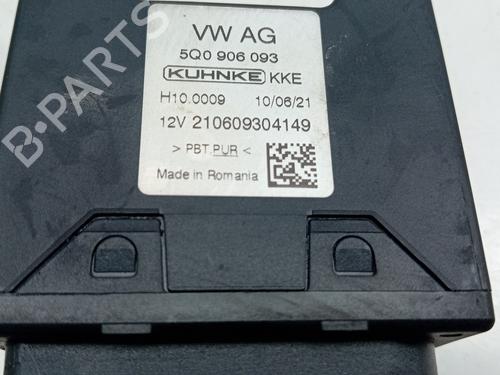 VW AG
5Q0 906 093
KUHNKE KKE
H10.0009 10/06/21
12V 210609304149
> PBT.PUR <
Made in Romania